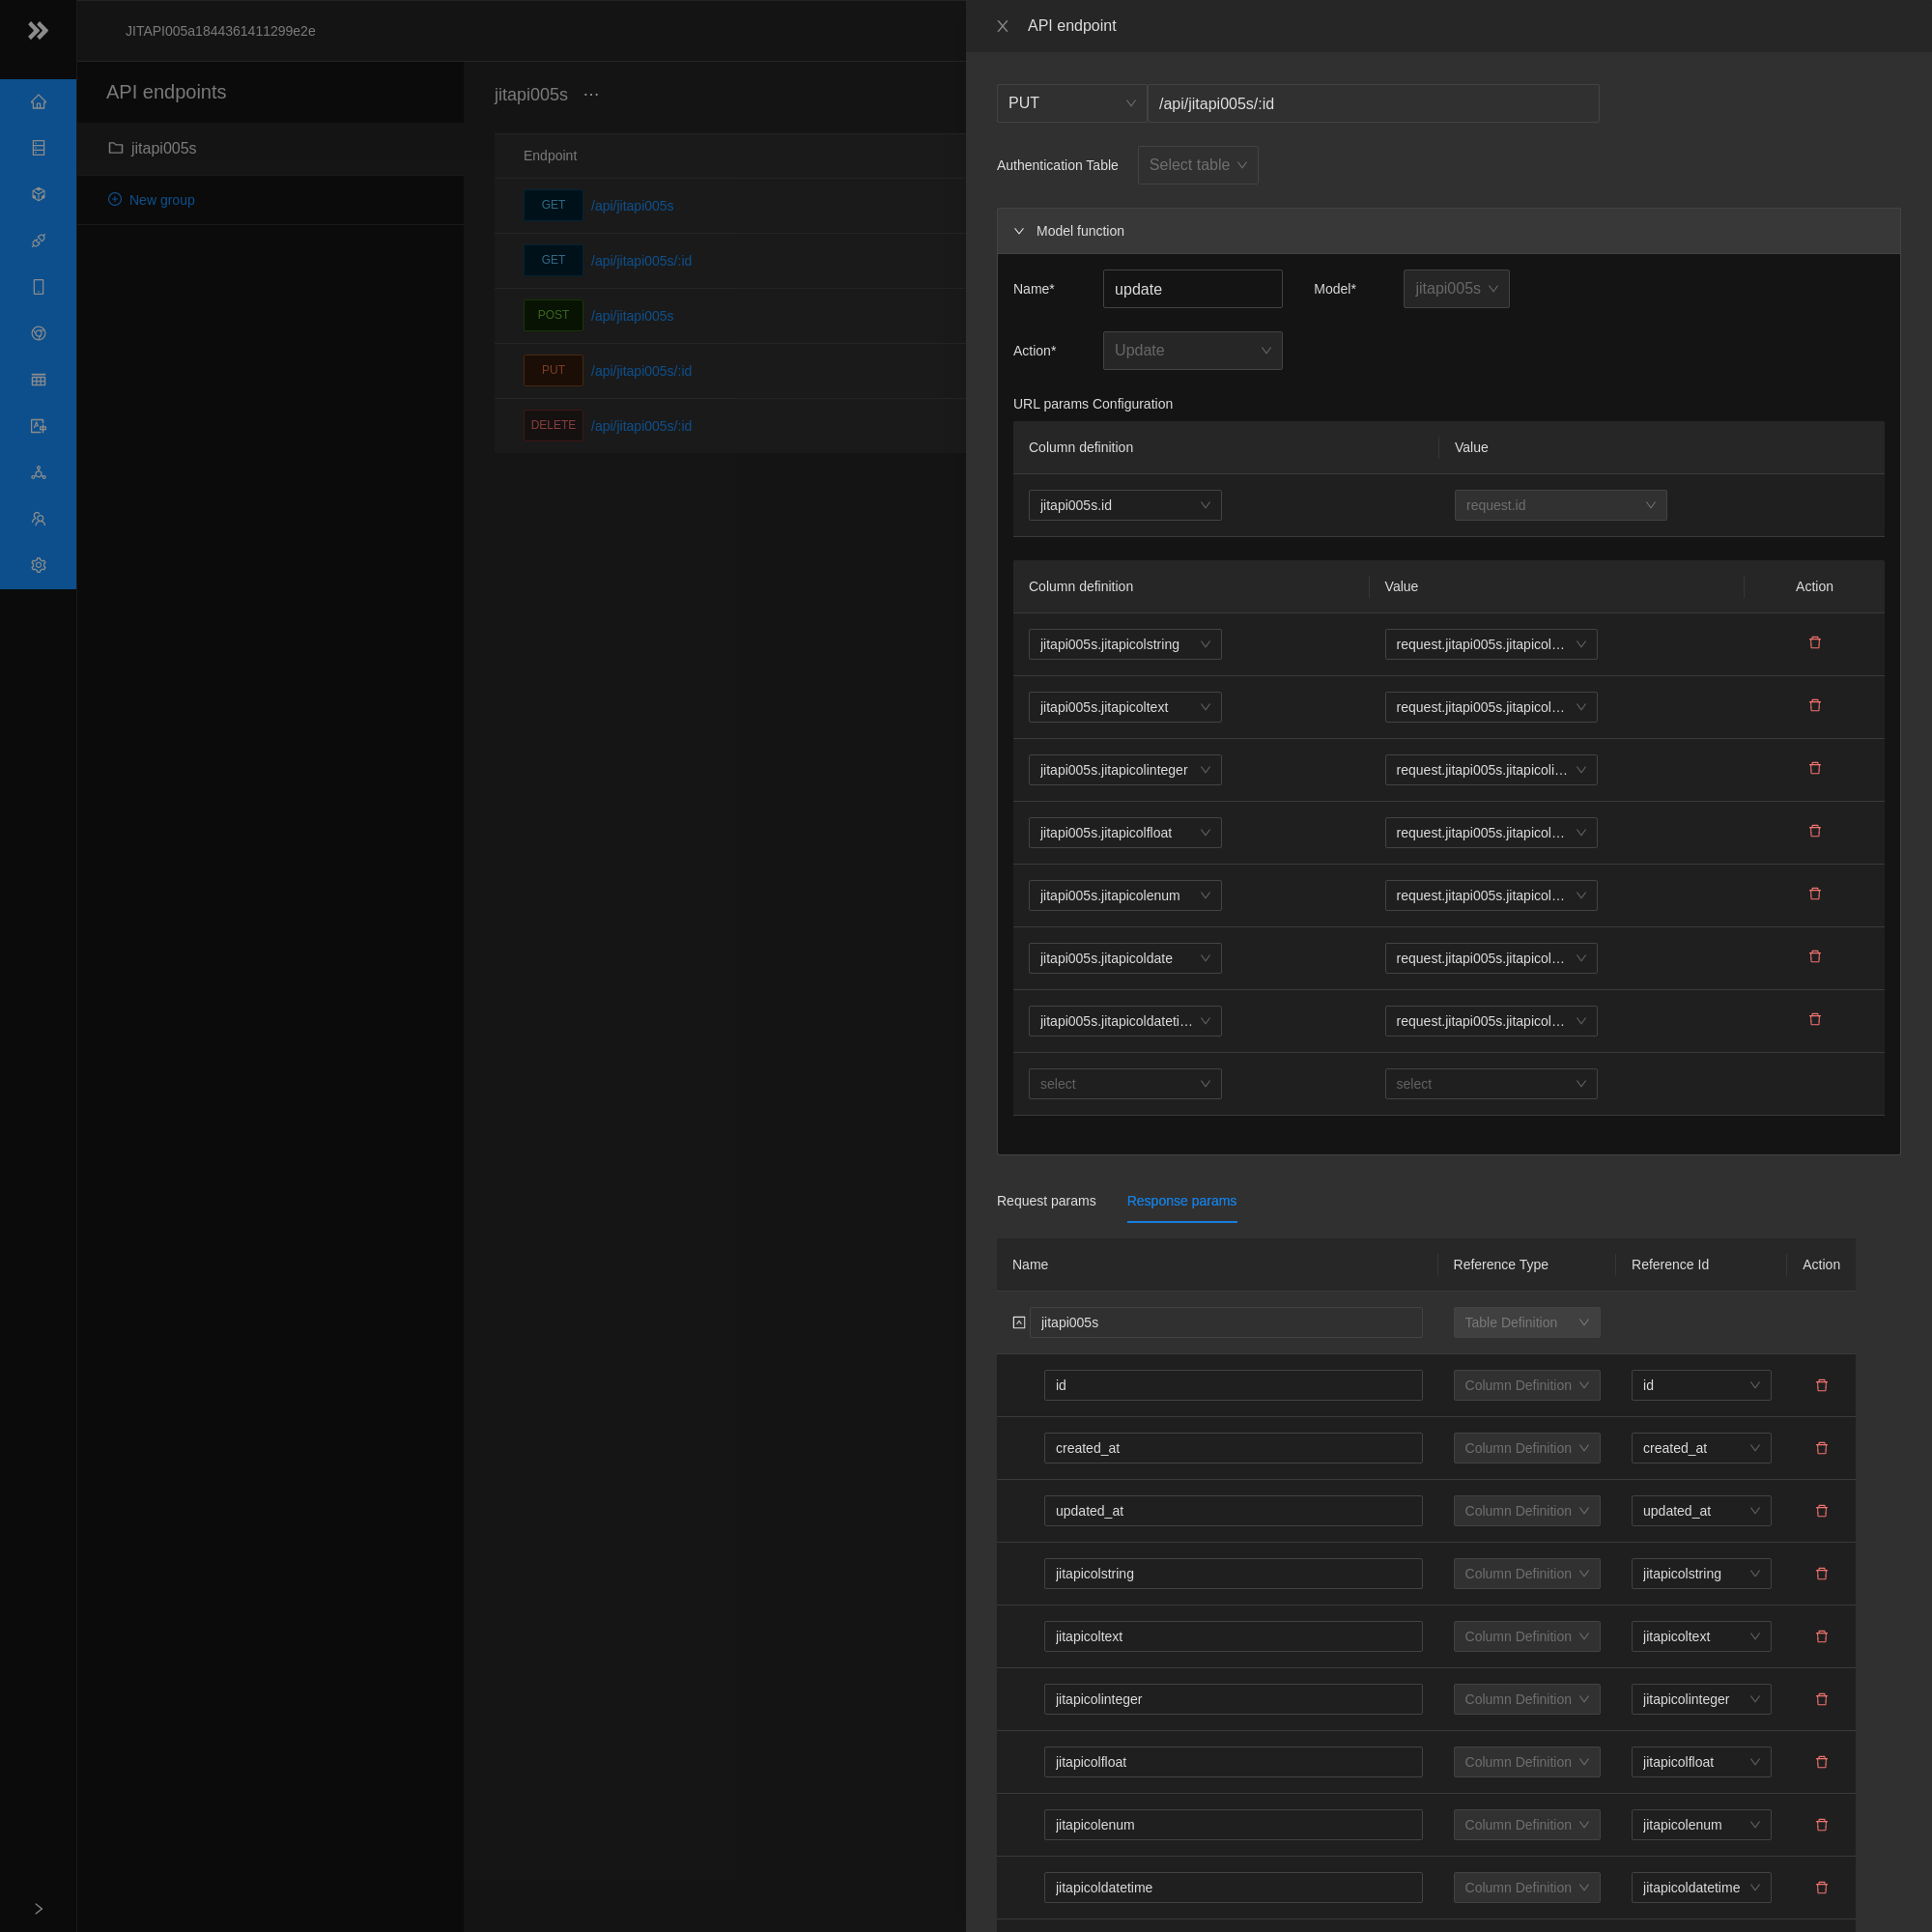 JITAPI005a1844361411299e2e
API endpoints
jitapi005s
New group
jitapi005s ...
Endpoint
GET /api/jitapi005s
GET /api/jitapi005s/:id
POST /api/jitapi005s
PUT /api/jitapi005s/:id
DELETE /api/jitapi005s/:id
API endpoint
PUT /api/jitapi005s/:id
Authentication Table Select table
Model function
Name* update Model* jitapi005s
Action* Update
URL params Configuration
Column definition Value
jitapi005s.id request.id
Column definition Value Action
jitapi005s.jitapicolstring request.jitapi005s.jitapicol...
jitapi005s.jitapicoltext request.jitapi005s.jitapicol...
jitapi005s.jitapicolinteger request.jitapi005s.jitapicoli...
jitapi005s.jitapicolfloat request.jitapi005s.jitapicol...
jitapi005s.jitapicolenum request.jitapi005s.jitapicol...
jitapi005s.jitapicoldate request.jitapi005s.jitapicol...
jitapi005s.jitapicoldateti... request.jitapi005s.jitapicol...
select select
Request params Response params
Name Reference Type Reference Id Action
jitapi005s Table Definition
id Column Definition id
created_at Column Definition created_at
updated_at Column Definition updated_at
jitapicolstring Column Definition jitapicolstring
jitapicoltext Column Definition jitapicoltext
jitapicolinteger Column Definition jitapicolinteger
jitapicolfloat Column Definition jitapicolfloat
jitapicolenum Column Definition jitapicolenum
jitapicoldatetime Column Definition jitapicoldatetime